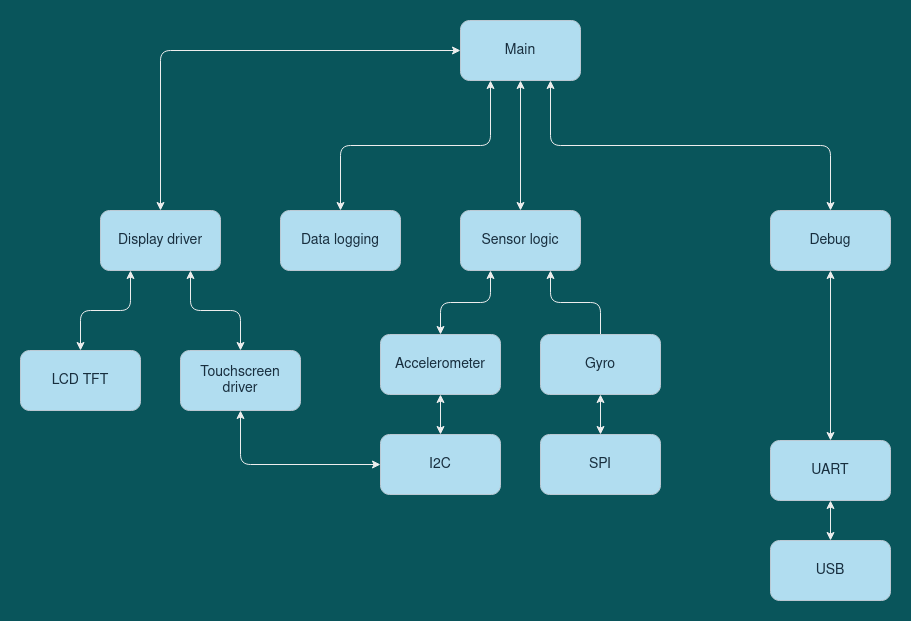 Main
Display driver
Data logging
Sensor logic
Debug
LCD TFT
Touchscreen
driver
Accelerometer
Gyro
I2C
SPI
UART
USB